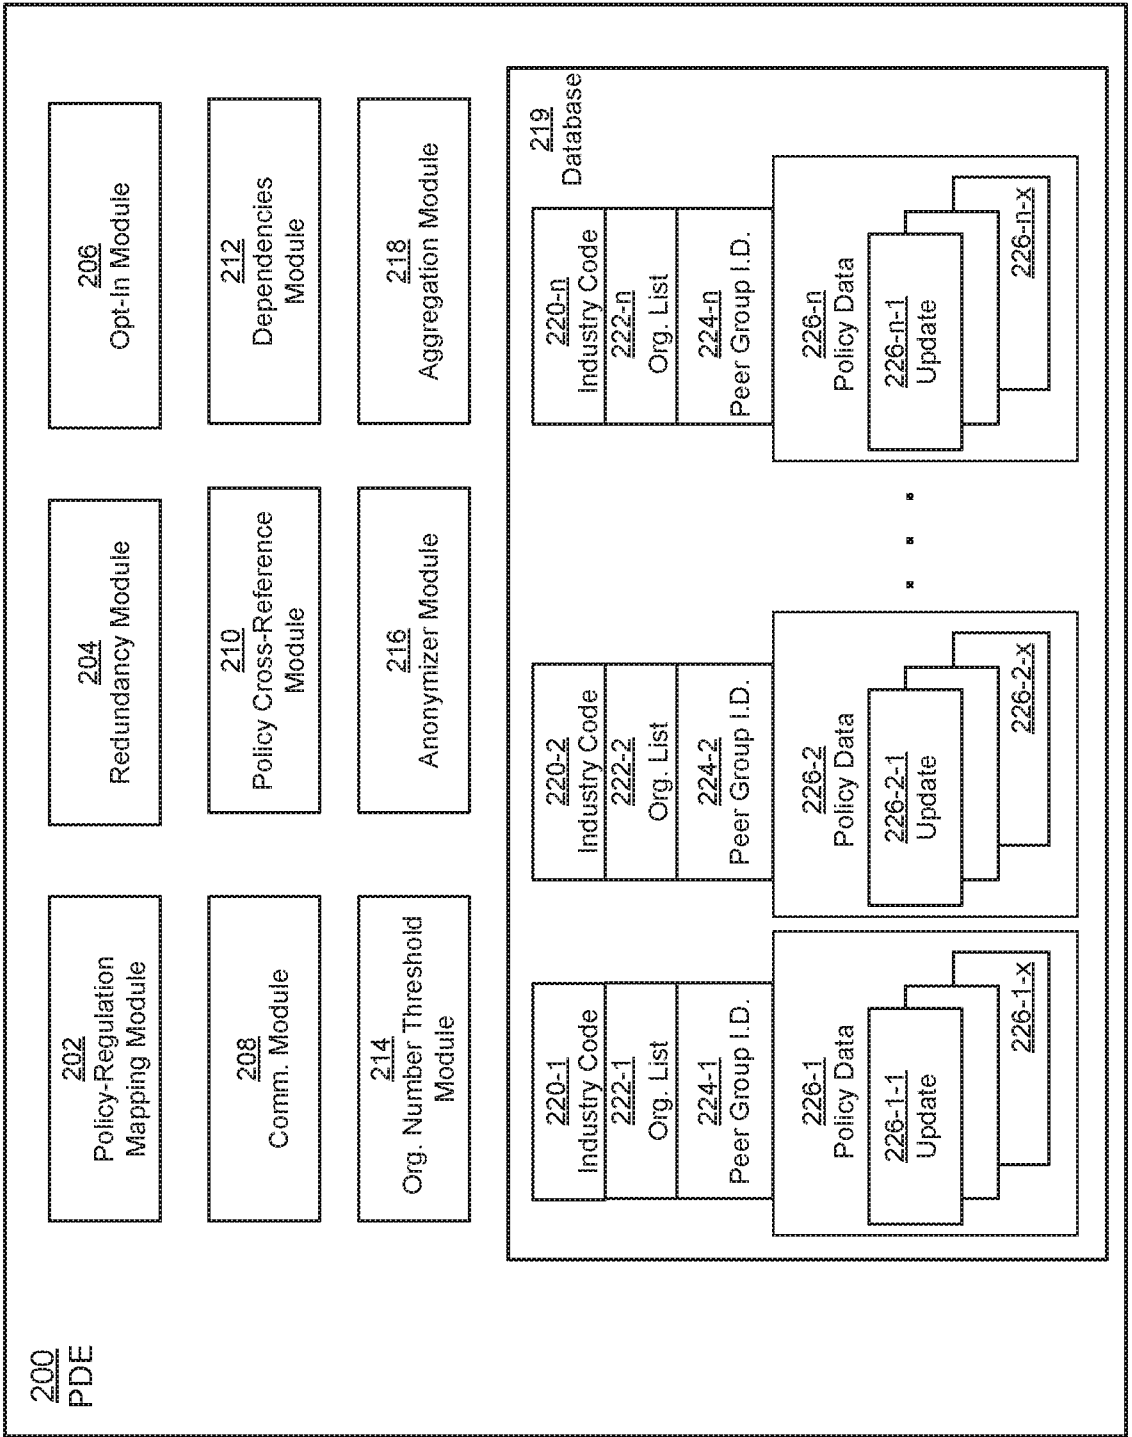 200
PDE
202
Policy-Regulation
Mapping Module
204
Redundancy Module
206
Opt-In Module
208
Comm. Module
210
Policy Cross-Reference
Module
212
Dependencies
Module
214
Org. Number Threshold
Module
216
Anonymizer Module
218
Aggregation Module
219
Database
220-1
Industry Code
222-1
Org. List
224-1
Peer Group I.D.
226-1
Policy Data
226-1-1
Update
226-1-x
220-2
Industry Code
222-2
Org. List
224-2
Peer Group I.D.
226-2
Policy Data
226-2-1
Update
226-2-x
. . .
220-n
Industry Code
222-n
Org. List
224-n
Peer Group I.D.
226-n
Policy Data
226-n-1
Update
226-n-x